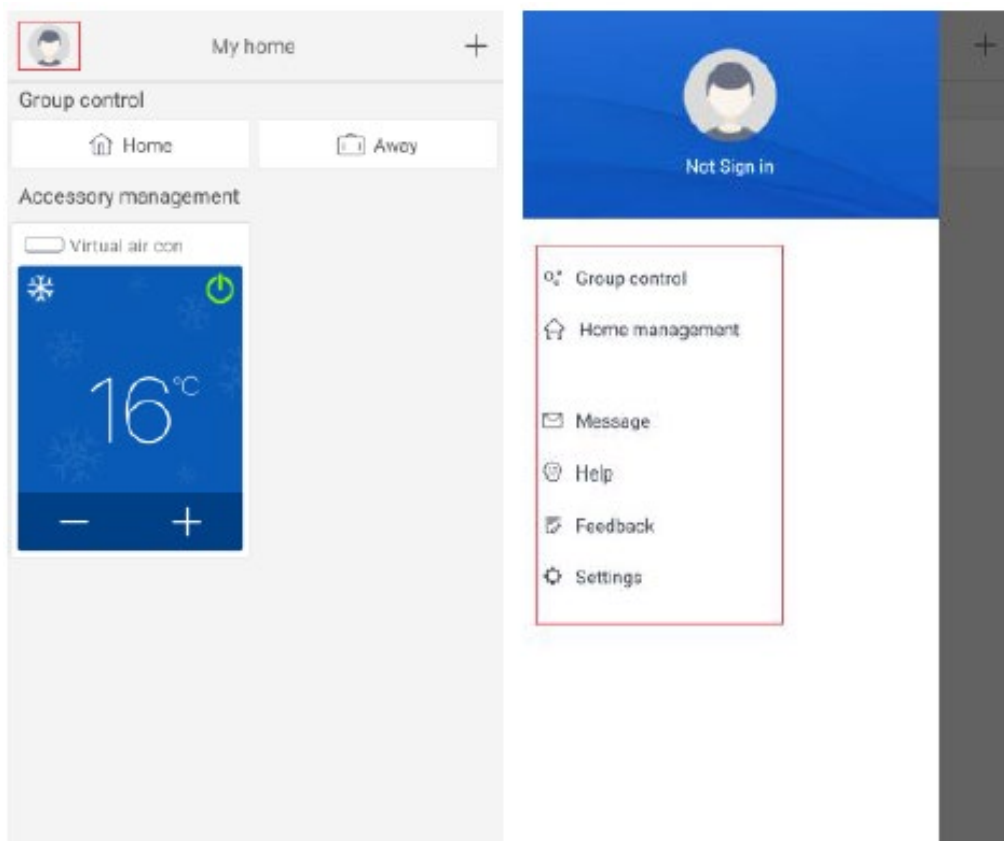 My home
Group control
Home Away
Accessory management
Virtual air con
16°C
Not Sign in
Group control
Home management
Message
Help
Feedback
Settings